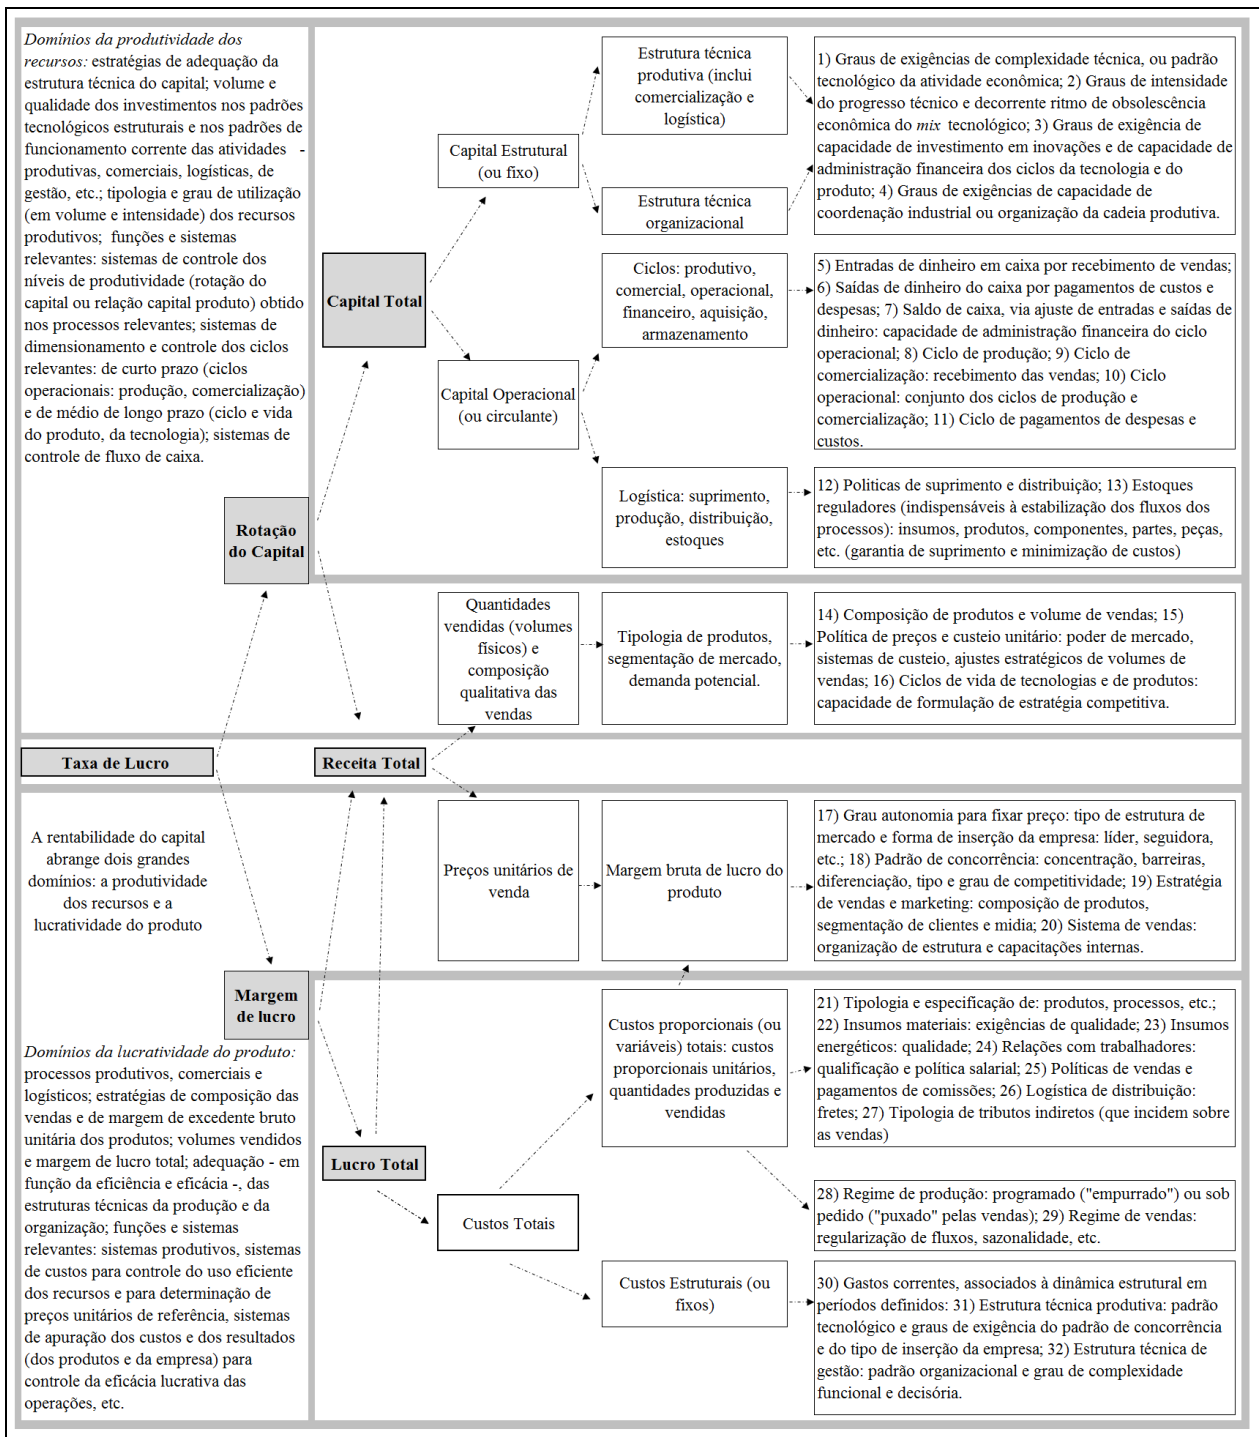 Domínios da produtividade dos
recursos: estratégias de adequação da
estrutura técnica do capital; volume e
qualidade dos investimentos nos padrões
tecnológicos estruturais e nos padrões de
funcionamento corrente das atividades -
produtivas, comerciais, logísticas, de
gestão, etc.; tipologia e grau de utilização
(em volume e intensidade) dos recursos
produtivos; funções e sistemas
relevantes: sistemas de controle dos
níveis de produtividade (rotação do
capital ou relação capital produto) obtido
nos processos relevantes; sistemas de
dimensionamento e controle dos ciclos
relevantes: de curto prazo (ciclos
operacionais: produção, comercialização)
e de médio de longo prazo (ciclo e vida
do produto, da tecnologia); sistemas de
controle de fluxo de caixa.
Rotação
do Capital
Capital Total
Capital Estrutural
(ou fixo)
Capital Operacional
(ou circulante)
Estrutura técnica
produtiva (inclui
comercialização e
logística)
Estrutura técnica
organizacional
Ciclos: produtivo,
comercial, operacional,
financeiro, aquisição,
armazenamento
Logística: suprimento,
produção, distribuição,
estoques
1) Graus de exigências de complexidade técnica, ou padrão
tecnológico da atividade econômica; 2) Graus de intensidade
do progresso técnico e decorrente ritmo de obsolescência
econômica do mix tecnológico; 3) Graus de exigência de
capacidade de investimento em inovações e de capacidade de
administração financeira dos ciclos da tecnologia e do
produto; 4) Graus de exigências de capacidade de
coordenação industrial ou organização da cadeia produtiva.
5) Entradas de dinheiro em caixa por recebimento de vendas;
6) Saídas de dinheiro do caixa por pagamentos de custos e
despesas; 7) Saldo de caixa, via ajuste de entradas e saídas de
dinheiro: capacidade de administração financeira do ciclo
operacional; 8) Ciclo de produção; 9) Ciclo de
comercialização: recebimento das vendas; 10) Ciclo
operacional: conjunto dos ciclos de produção e
comercialização; 11) Ciclo de pagamentos de despesas e
custos.
12) Politicas de suprimento e distribuição; 13) Estoques
reguladores (indispensáveis à estabilização dos fluxos dos
processos): insumos, produtos, componentes, partes, peças,
etc. (garantia de suprimento e minimização de custos)
Quantidades
vendidas (volumes
físicos) e
composição
qualitativa das
vendas
Tipologia de produtos,
segmentação de mercado,
demanda potencial.
14) Composição de produtos e volume de vendas; 15)
Política de preços e custeio unitário: poder de mercado,
sistemas de custeio, ajustes estratégicos de volumes de
vendas; 16) Ciclos de vida de tecnologias e de produtos:
capacidade de formulação de estratégia competitiva.
Taxa de Lucro
Receita Total
A rentabilidade do capital
abrange dois grandes
domínios: a produtividade
dos recursos e a
lucratividade do produto
Preços unitários de
venda
Margem bruta de lucro do
produto
17) Grau autonomia para fixar preço: tipo de estrutura de
mercado e forma de inserção da empresa: líder, seguidora,
etc.; 18) Padrão de concorrência: concentração, barreiras,
diferenciação, tipo e grau de competitividade; 19) Estratégia
de vendas e marketing: composição de produtos,
segmentação de clientes e mídia; 20) Sistema de vendas:
organização de estrutura e capacitações internas.
Margem
de lucro
Domínios da lucratividade do produto:
processos produtivos, comerciais e
logísticos; estratégias de composição das
vendas e de margem de excedente bruto
unitária dos produtos; volumes vendidos
e margem de lucro total; adequação - em
função da eficiência e eficácia -, das
estruturas técnicas da produção e da
organização; funções e sistemas
relevantes: sistemas produtivos, sistemas
de custos para controle do uso eficiente
dos recursos e para determinação de
preços unitários de referência, sistemas
de apuração dos custos e dos resultados
(dos produtos e da empresa) para
controle da eficácia lucrativa das
operações, etc.
Lucro Total
Custos Totais
Custos proporcionais (ou
variáveis) totais: custos
proporcionais unitários,
quantidades produzidas e
vendidas
Custos Estruturais (ou
fixos)
21) Tipologia e especificação de: produtos, processos, etc.;
22) Insumos materiais: exigências de qualidade; 23) Insumos
energéticos: qualidade; 24) Relações com trabalhadores:
qualificação e política salarial; 25) Políticas de vendas e
pagamentos de comissões; 26) Logística de distribuição:
fretes; 27) Tipologia de tributos indiretos (que incidem sobre
as vendas)
28) Regime de produção: programado ("empurrado") ou sob
pedido ("puxado" pelas vendas); 29) Regime de vendas:
regularização de fluxos, sazonalidade, etc.
30) Gastos correntes, associados à dinâmica estrutural em
períodos definidos: 31) Estrutura técnica produtiva: padrão
tecnológico e graus de exigência do padrão de concorrência
e do tipo de inserção da empresa; 32) Estrutura técnica de
gestão: padrão organizacional e grau de complexidade
funcional e decisória.